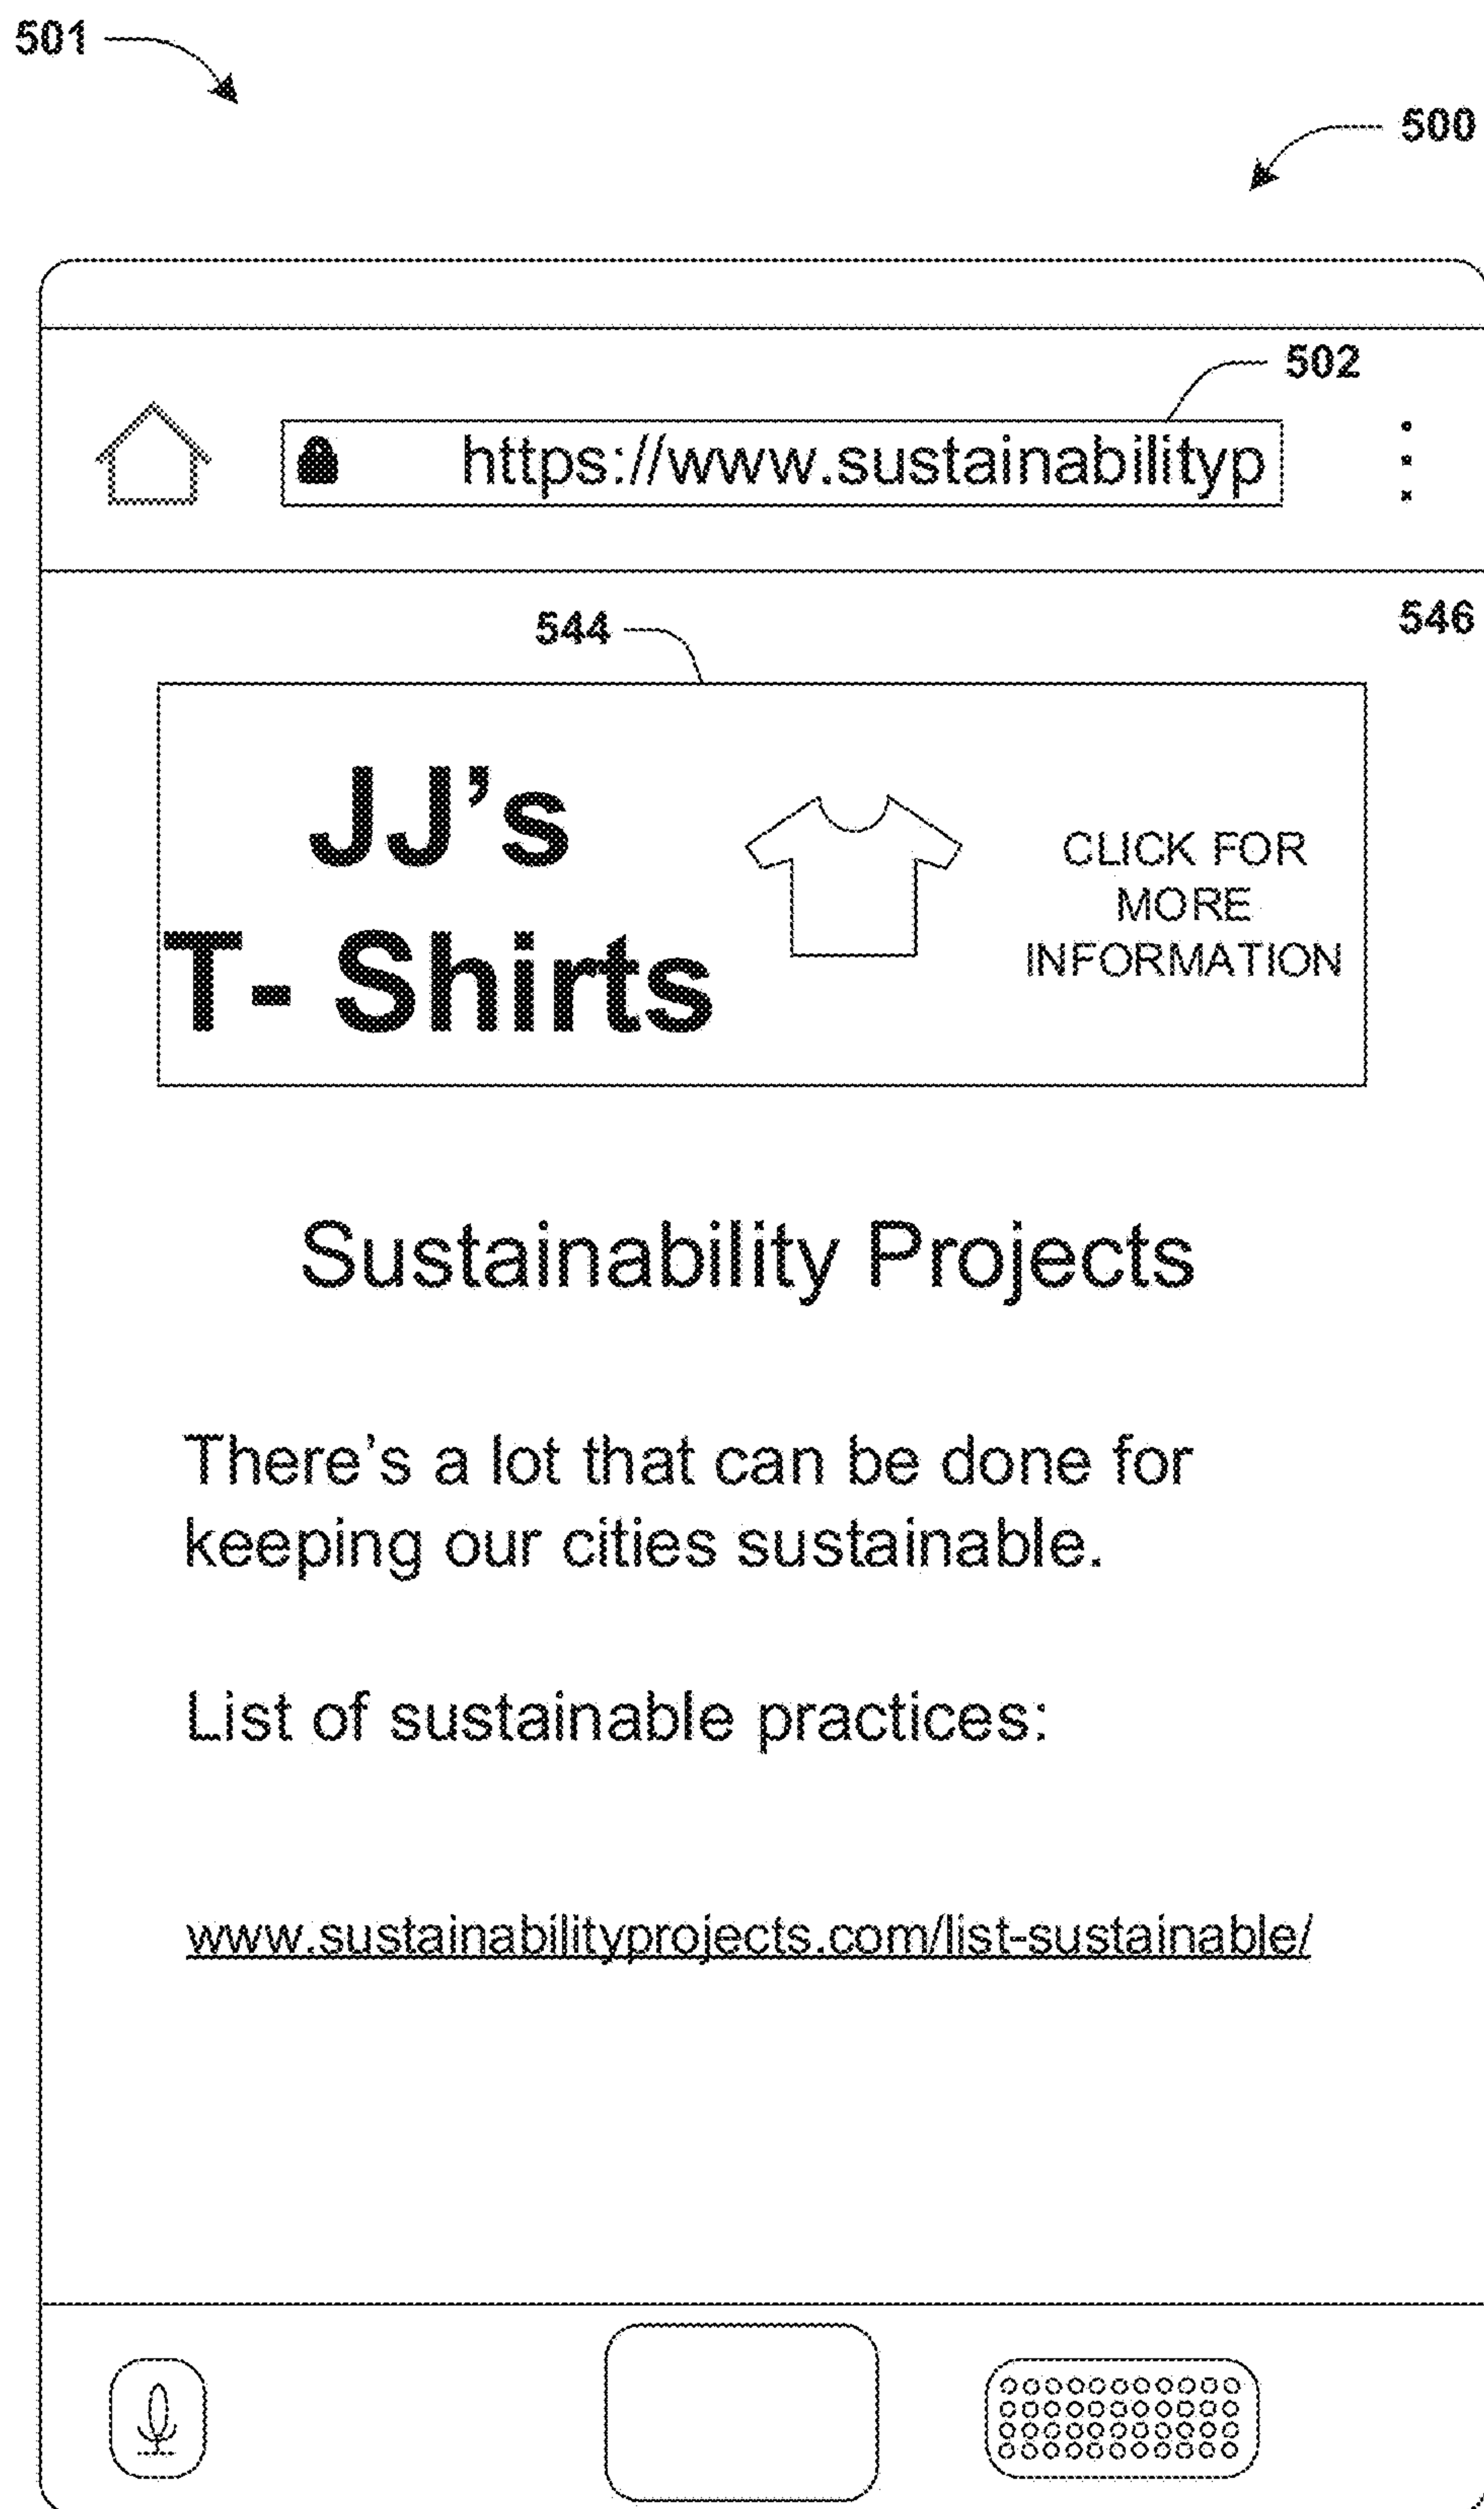 501
500
502
https://www.sustainabilityp
544
546
JJ's
T- Shirts
CLICK FOR
MORE
INFORMATION
Sustainability Projects
There's a lot that can be done for
keeping our cities sustainable.
List of sustainable practices:
www.sustainabilityprojects.com/list-sustainable/